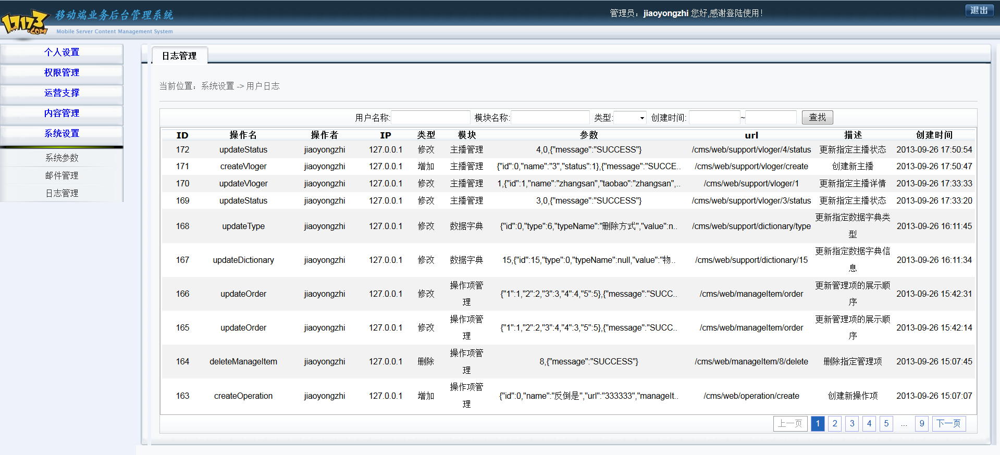 17173.COM
移动端业务后台管理系统
Mobile Server Content Management System
管理员：jiaoyongzhi 您好,感谢登陆使用！
退出
个人设置
权限管理
运营支撑
内容管理
系统设置
系统参数
邮件管理
日志管理
日志管理
当前位置：系统设置 -> 用户日志
用户名称: 模块名称: 类型: 创建时间: ~ 查找
ID 操作名 操作者 IP 类型 模块 参数 url 描述 创建时间
172 updateStatus jiaoyongzhi 127.0.0.1 修改 主播管理 4,0,{"message":"SUCCESS"} /cms/web/support/vloger/4/status 更新指定主播状态 2013-09-26 17:50:54
171 createVloger jiaoyongzhi 127.0.0.1 增加 主播管理 {"id":0,"name":"3","status":1},{"message":"SUCCE.. /cms/web/support/vloger/create 创建新主播 2013-09-26 17:50:47
170 updateVloger jiaoyongzhi 127.0.0.1 修改 主播管理 1,{"id":1,"name":"zhangsan","taobao":"zhangsan",.. /cms/web/support/vloger/1 更新指定主播详情 2013-09-26 17:33:33
169 updateStatus jiaoyongzhi 127.0.0.1 修改 主播管理 3,0,{"message":"SUCCESS"} /cms/web/support/vloger/3/status 更新指定主播状态 2013-09-26 17:33:20
168 updateType jiaoyongzhi 127.0.0.1 修改 数据字典 {"id":0,"type":6,"typeName":"删除方式","value":n.. /cms/web/support/dictionary/type 更新指定数据字典类型 2013-09-26 16:11:45
167 updateDictionary jiaoyongzhi 127.0.0.1 修改 数据字典 15,{"id":15,"type":0,"typeName":null,"value":"物.. /cms/web/support/dictionary/15 更新指定数据字典信息 2013-09-26 16:11:34
166 updateOrder jiaoyongzhi 127.0.0.1 修改 操作项管理 {"1":1,"2":2,"3":3,"4":4,"5":5},{"message":"SUCC.. /cms/web/manageItem/order 更新管理项的展示顺序 2013-09-26 15:42:31
165 updateOrder jiaoyongzhi 127.0.0.1 修改 操作项管理 {"1":1,"2":2,"3":4,"4":3,"5":5},{"message":"SUCC.. /cms/web/manageItem/order 更新管理项的展示顺序 2013-09-26 15:42:14
164 deleteManageItem jiaoyongzhi 127.0.0.1 删除 操作项管理 8,{"message":"SUCCESS"} /cms/web/manageItem/8/delete 删除指定管理项 2013-09-26 15:07:45
163 createOperation jiaoyongzhi 127.0.0.1 增加 操作项管理 {"id":0,"name":"反倒是","url":"333333","manageIt.. /cms/web/operation/create 创建新操作项 2013-09-26 15:07:07
上一页 1 2 3 4 5 ... 9 下一页